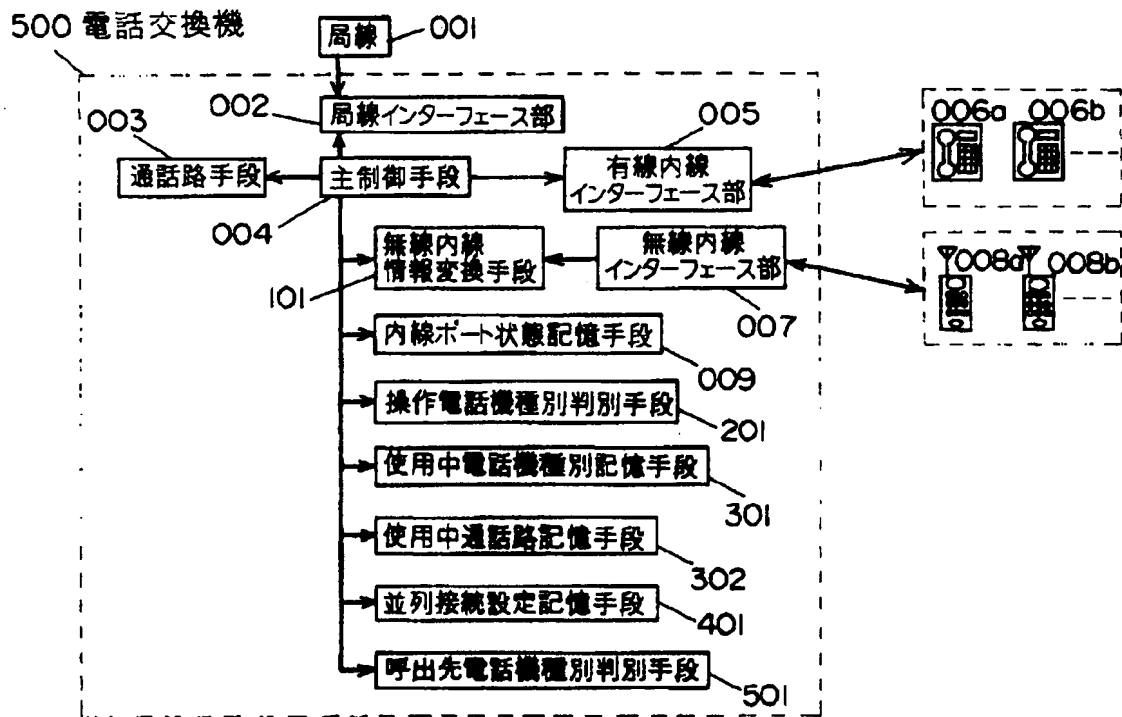 500 電話交換機
局線
001
002
局線インターフェース部
003
通話路手段
主制御手段
004
005
有線内線
インターフェース部
006a
006b
無線内線
情報変換手段
101
無線内線
インターフェース部
007
008a
008b
内線ポート状態記憶手段
009
操作電話機種別判別手段
201
使用中電話機種別記憶手段
301
使用中通話路記憶手段
302
並列接続設定記憶手段
401
呼出先電話機種別判別手段
501